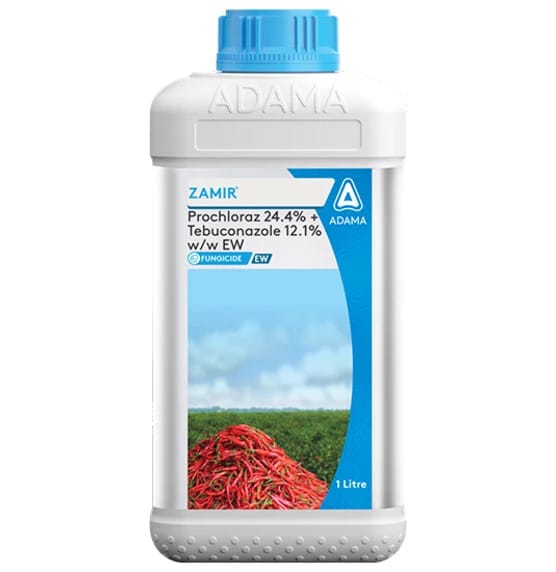 ADAMA
ZAMIR®
ADAMA
Prochloraz 24.4% +
Tebuconazole 12.1%
w/w EW
FUNGICIDE EW
1 Litre